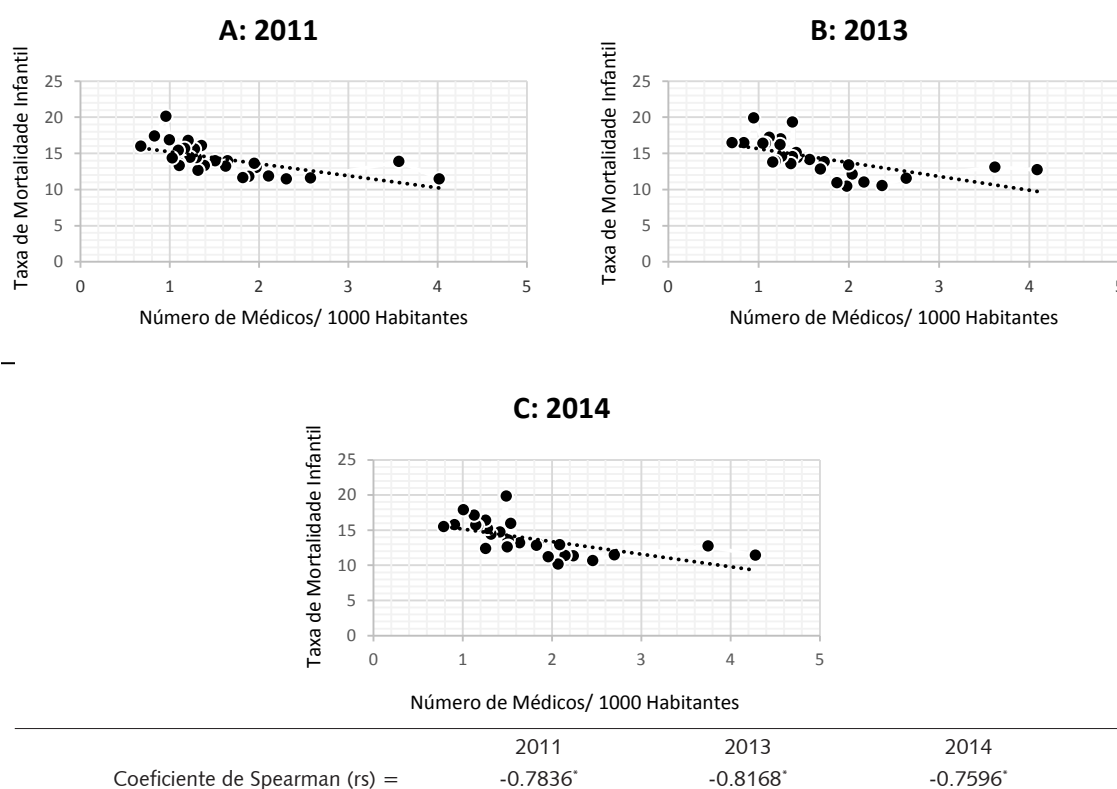 A: 2011
Taxa de Mortalidade Infantil
25
20
15
10
5
0
0 1 2 3 4 5
Número de Médicos/ 1000 Habitantes
B: 2013
Taxa de Mortalidade Infantil
25
20
15
10
5
0
0 1 2 3 4 5
Número de Médicos/ 1000 Habitantes
C: 2014
Taxa de Mortalidade Infantil
25
20
15
10
5
0
0 1 2 3 4 5
Número de Médicos/ 1000 Habitantes
2011 2013 2014
Coeficiente de Spearman (rs) = -0.7836* -0.8168* -0.7596*